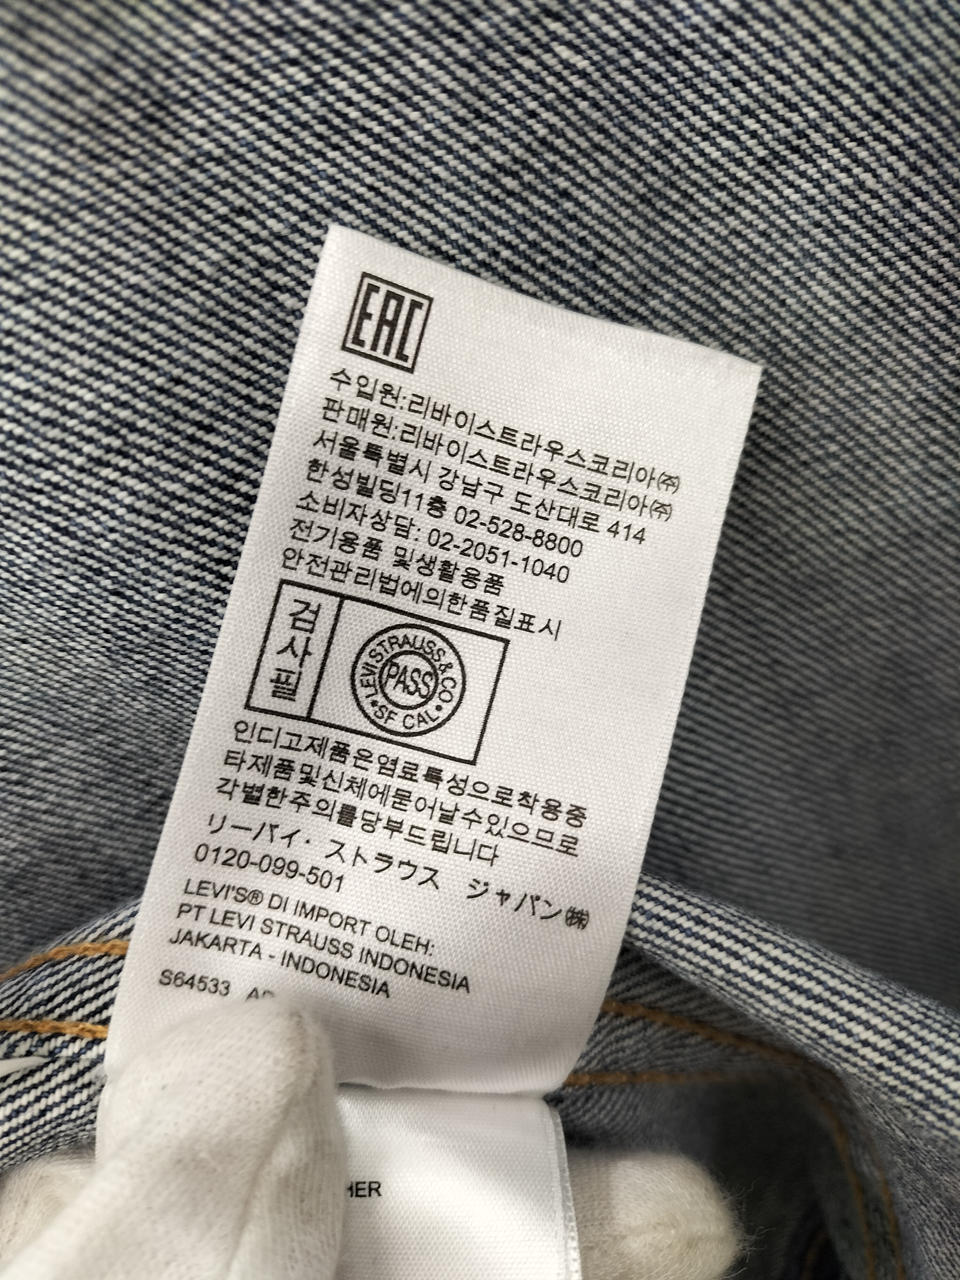 EAC
수입원:리바이스트라우스코리아㈜
판매원:리바이스트라우스코리아㈜
서울특별시 강남구 도산대로 414
한성빌딩11층 02-528-8800
소비자상담: 02-2051-1040
전기용품 및생활용품
안전관리법에의한품질표시
검사필
LEVI STRAUSS & CO
PASS
SF CAL
인디고제품은염료특성으로착용중
타제품및신체에묻어날수있으므로
각별한주의를당부드립니다
リーバイ・ストラウス ジャパン㈱
0120-099-501
LEVI'S® DI IMPORT OLEH:
PT LEVI STRAUSS INDONESIA
JAKARTA - INDONESIA
S64533